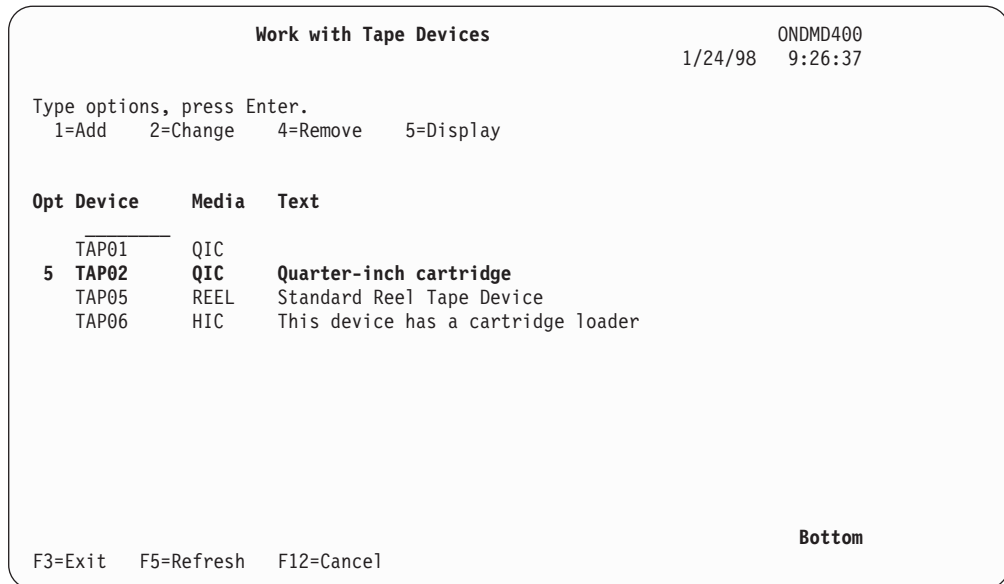 Work with Tape Devices ONDMD400
1/24/98 9:26:37
Type options, press Enter.
1=Add 2=Change 4=Remove 5=Display
Opt Device Media Text
________
TAP01 QIC
5 TAP02 QIC Quarter-inch cartridge
TAP05 REEL Standard Reel Tape Device
TAP06 HIC This device has a cartridge loader
Bottom
F3=Exit F5=Refresh F12=Cancel